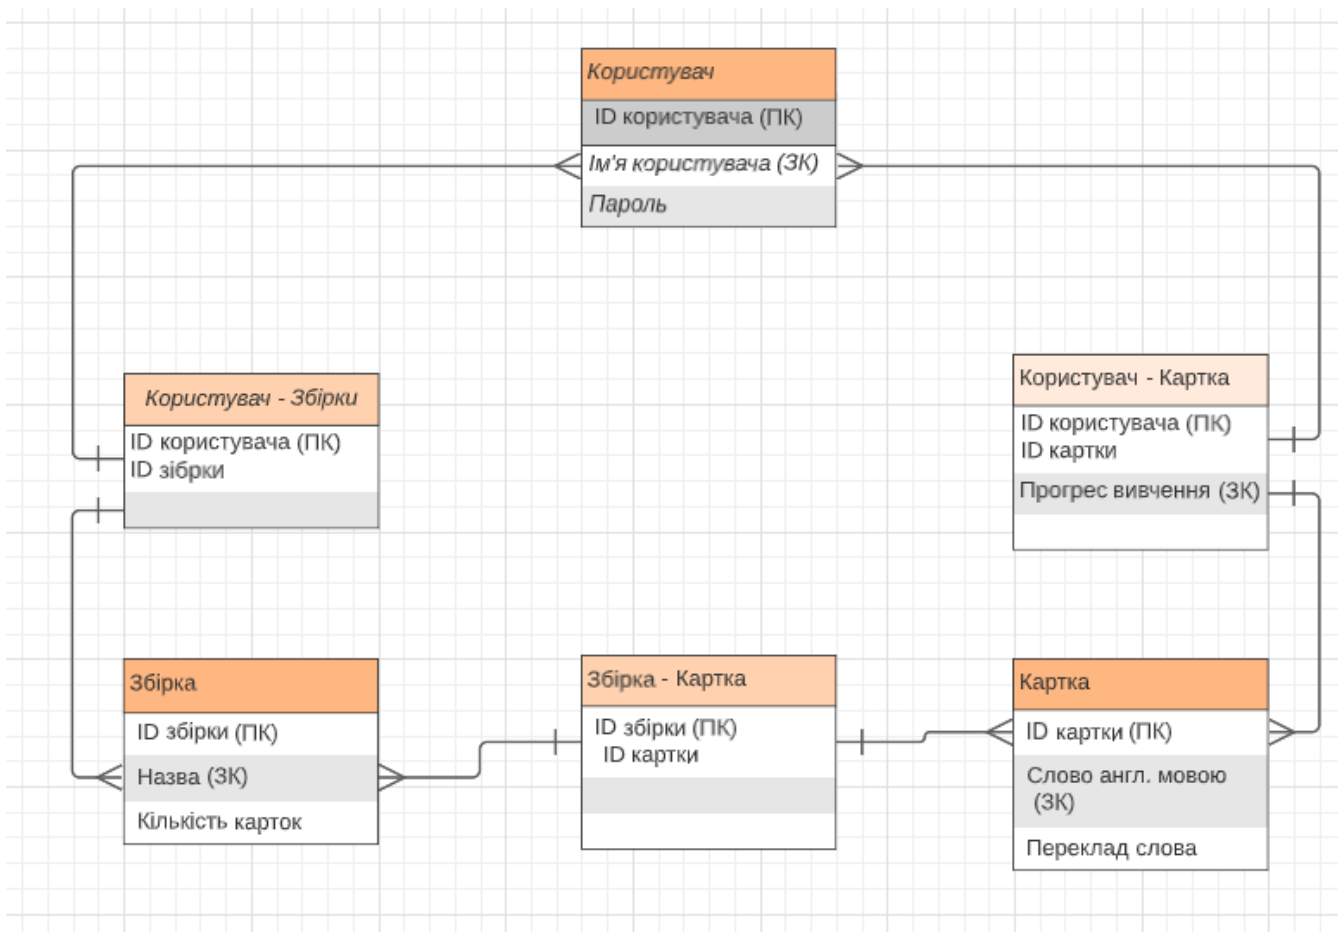 Користувач
ID користувача (ПК)
Ім'я користувача (ЗК)
Пароль
Користувач - Збірки
ID користувача (ПК)
ID зібрки
Користувач - Картка
ID користувача (ПК)
ID картки
Прогрес вивчення (ЗК)
Збірка
ID збірки (ПК)
Назва (ЗК)
Кількість карток
Збірка - Картка
ID збірки (ПК)
ID картки
Картка
ID картки (ПК)
Слово англ. мовою
(ЗК)
Переклад слова